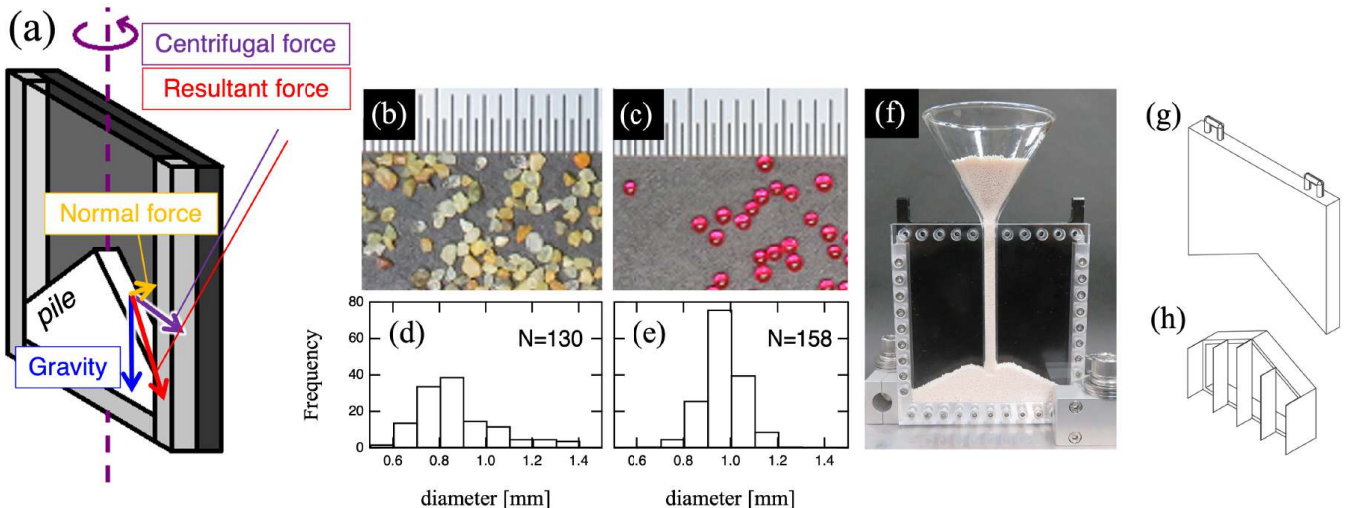 (a)
Centrifugal force
Resultant force
Normal force
pile
Gravity
(b)
(c)
(d)
N=130
(e)
N=158
Frequency
80
60
40
20
0
0.6
0.8
1.0
1.2
1.4
0.6
0.8
1.0
1.2
1.4
diameter [mm]
diameter [mm]
(f)
(g)
(h)